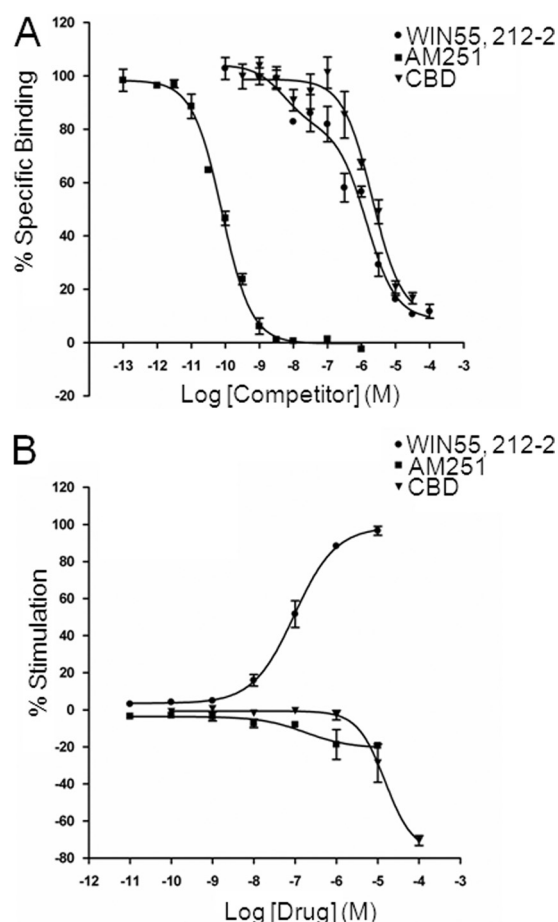 A
WIN55, 212-2
AM251
CBD
120
100
80
60
40
20
0
-20
% Specific Binding
-13 -12 -11 -10 -9 -8 -7 -6 -5 -4 -3
Log [Competitor] (M)
B
WIN55, 212-2
AM251
CBD
120
100
80
60
40
20
0
-20
-40
-60
-80
% Stimulation
-12 -11 -10 -9 -8 -7 -6 -5 -4 -3
Log [Drug] (M)